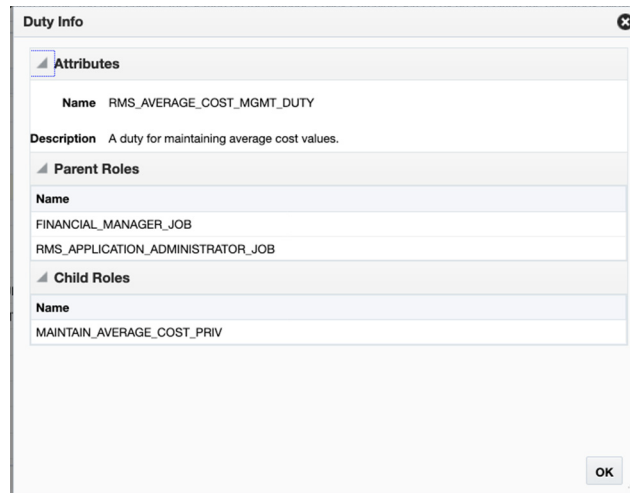 Duty Info
Attributes
Name RMS_AVERAGE_COST_MGMT_DUTY
Description A duty for maintaining average cost values.
Parent Roles
Name
FINANCIAL_MANAGER_JOB
RMS_APPLICATION_ADMINISTRATOR_JOB
Child Roles
Name
MAINTAIN_AVERAGE_COST_PRIV
OK